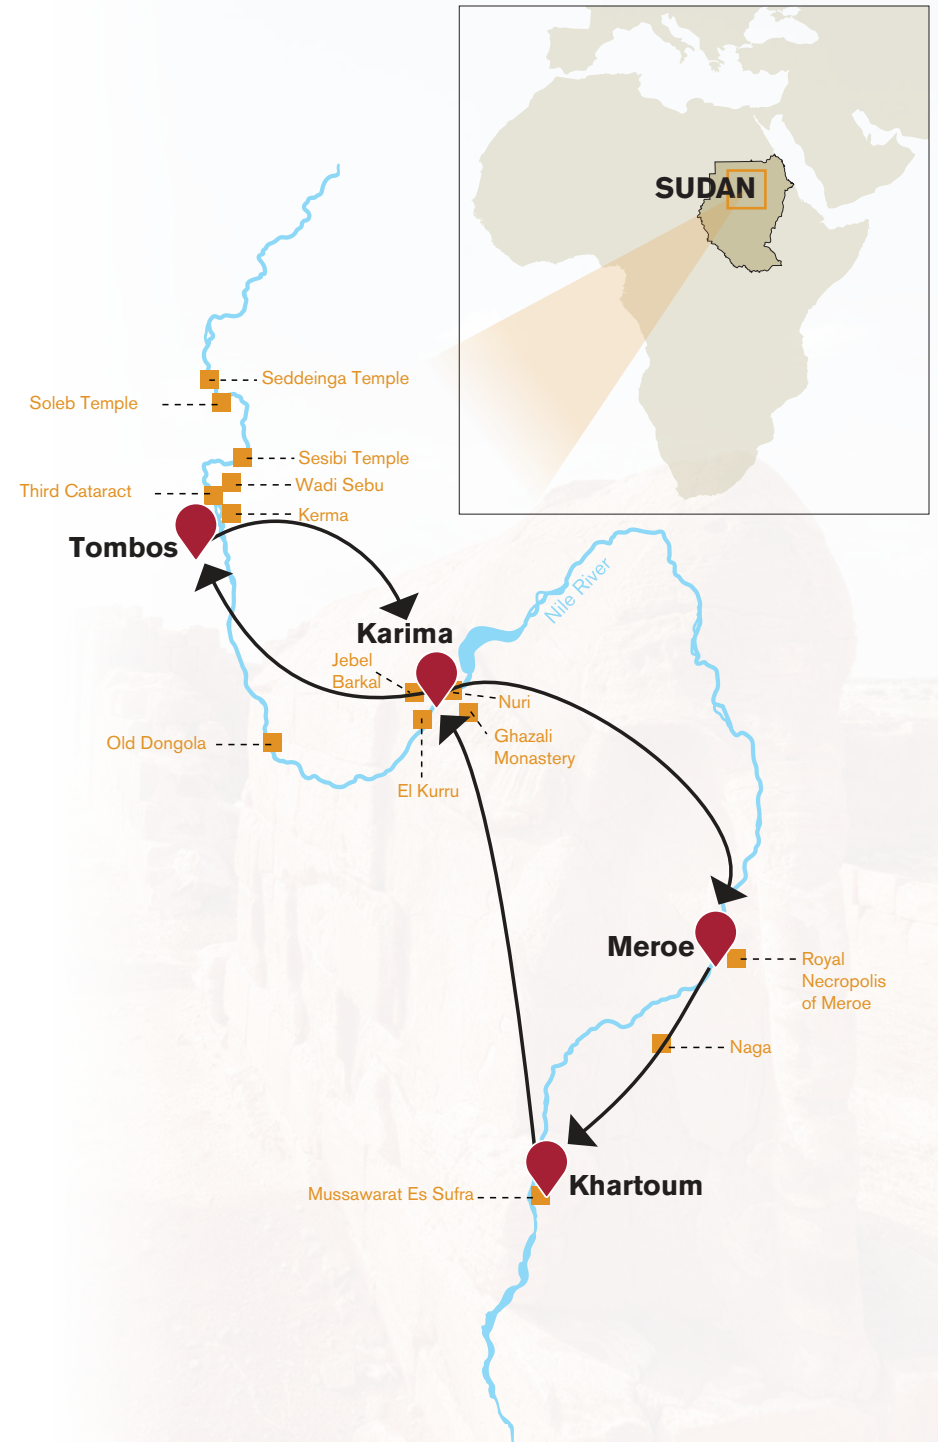 SUDAN
Seddeinga Temple
Soleb Temple
Sesibi Temple
Wadi Sebu
Third Cataract
Kerma
Tombos
Nile River
Karima
Jebel
Barkal
Nuri
Ghazali
Monastery
Old Dongola
El Kurru
Meroe
Royal
Necropolis
of Meroe
Naga
Khartoum
Mussawarat Es Sufra